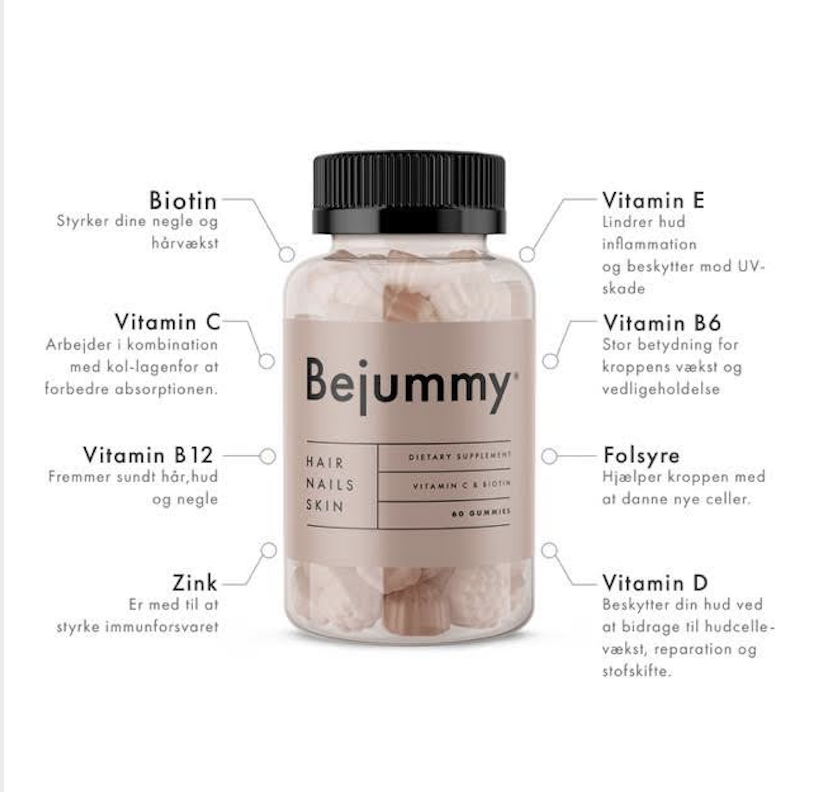 Biotin
Styrker dine negle og
hårvækst
Vitamin C
Arbejder i kombination
med kol-lagenfor at
forbedre absorptionen.
Vitamin B12
Fremmer sundt hår,hud
og negle
Zink
Er med til at
styrke immunforsvaret
Bejummy®
HAIR
NAILS
SKIN
DIETARY SUPPLEMENT
VITAMIN C & BIOTIN
60 GUMMIES
Vitamin E
Lindrer hud
inflammation
og beskytter mod UV-
skade
Vitamin B6
Stor betydning for
kroppens vækst og
vedligeholdelse
Folsyre
Hjælper kroppen med
at danne nye celler.
Vitamin D
Beskytter din hud ved
at bidrage til hudcelle-
vækst, reparation og
stofskifte.